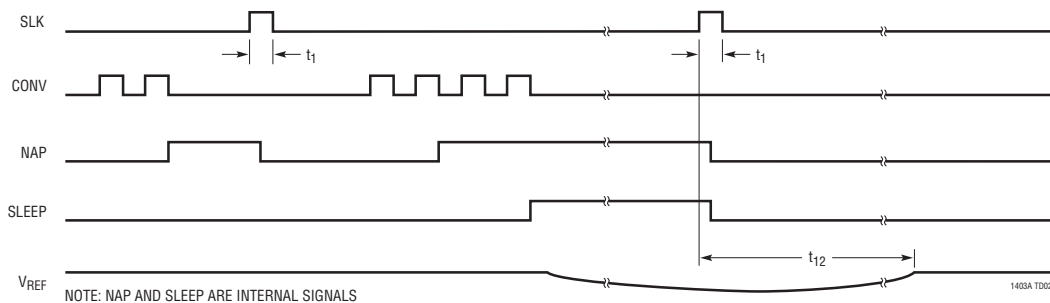 SLK
t1
t1
CONV
NAP
SLEEP
t12
VREF
NOTE: NAP AND SLEEP ARE INTERNAL SIGNALS
1403A TD02